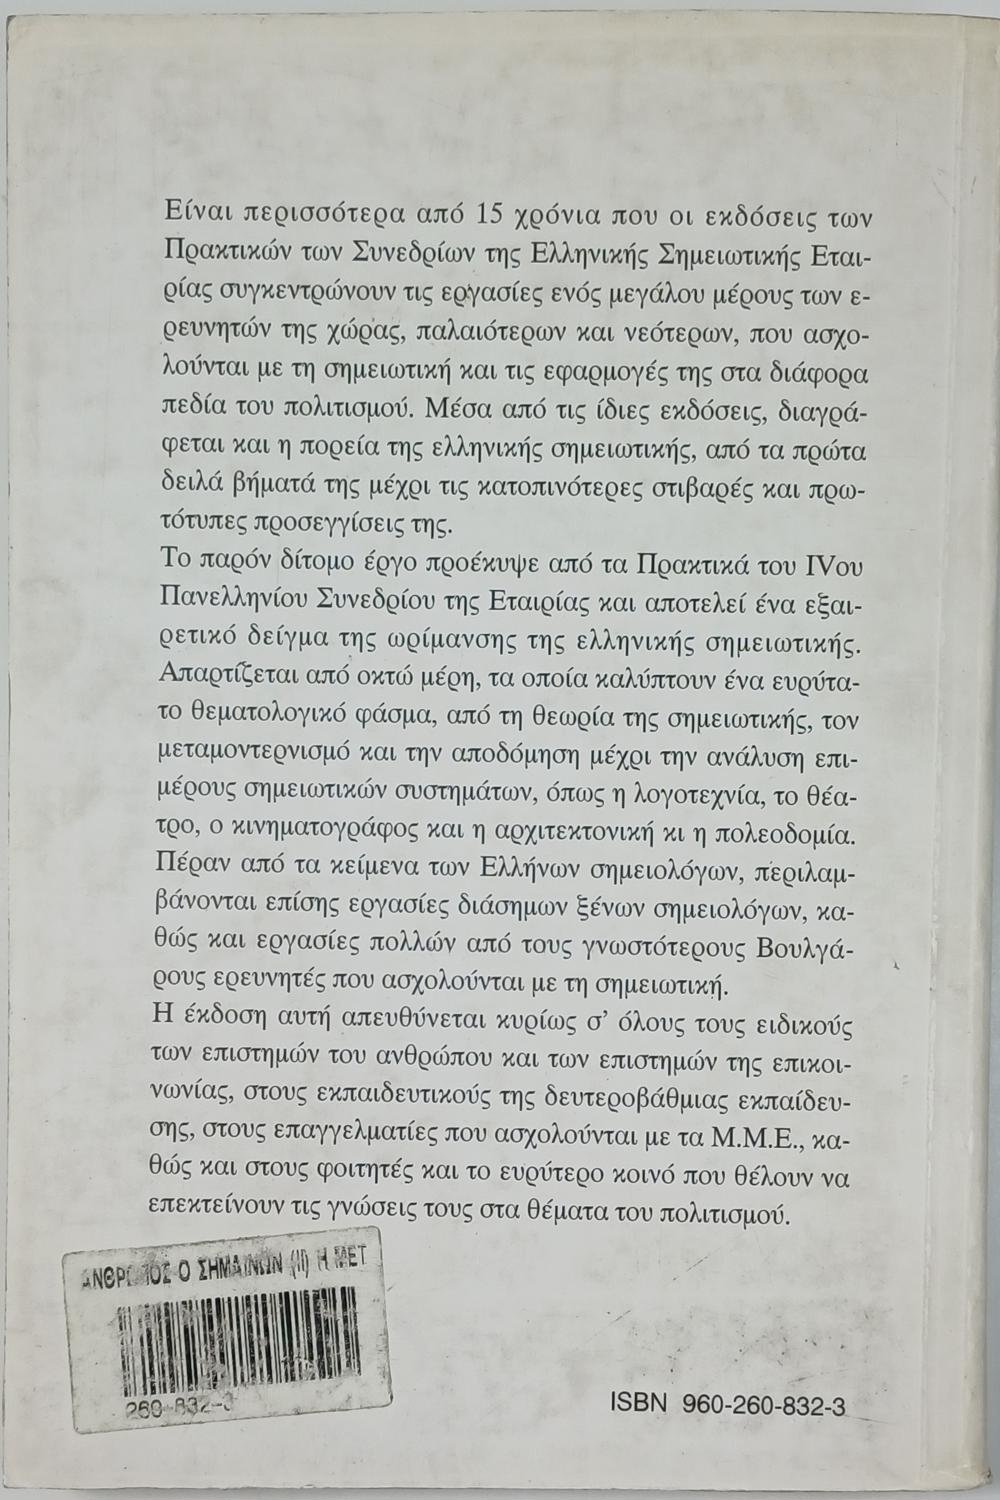 Είναι περισσότερα από 15 χρόνια που οι εκδόσεις των
Πρακτικών των Συνεδρίων της Ελληνικής Σημειωτικής Εται-
ρίας συγκεντρώνουν τις εργασίες ενός μεγάλου μέρους των ε-
ρευνητών της χώρας, παλαιότερων και νεότερων, που ασχο-
λούνται με τη σημειωτική και τις εφαρμογές της στα διάφορα
πεδία του πολιτισμού. Μέσα από τις ίδιες εκδόσεις, διαγρά-
φεται και η πορεία της ελληνικής σημειωτικής, από τα πρώτα
δειλά βήματά της μέχρι τις κατοπινότερες στιβαρές και πρω-
τότυπες προσεγγίσεις της.
Το παρόν δίτομο έργο προέκυψε από τα Πρακτικά του IVου
Πανελληνίου Συνεδρίου της Εταιρίας και αποτελεί ένα εξαι-
ρετικό δείγμα της ωρίμανσης της ελληνικής σημειωτικής.
Απαρτίζεται από οκτώ μέρη, τα οποία καλύπτουν ένα ευρύτα-
το θεματολογικό φάσμα, από τη θεωρία της σημειωτικής, τον
μεταμοντερνισμό και την αποδόμηση μέχρι την ανάλυση επι-
μέρους σημειωτικών συστημάτων, όπως η λογοτεχνία, το θέα-
τρο, ο κινηματογράφος και η αρχιτεκτονική κι η πολεοδομία.
Πέραν από τα κείμενα των Ελλήνων σημειολόγων, περιλαμ-
βάνονται επίσης εργασίες διάσημων ξένων σημειολόγων, κα-
θώς και εργασίες πολλών από τους γνωστότερους Βουλγά-
ρους ερευνητές που ασχολούνται με τη σημειωτική.
Η έκδοση αυτή απευθύνεται κυρίως σ' όλους τους ειδικούς
των επιστημών του ανθρώπου και των επιστημών της επικοι-
νωνίας, στους εκπαιδευτικούς της δευτεροβάθμιας εκπαίδευ-
σης, στους επαγγελματίες που ασχολούνται με τα Μ.Μ.Ε., κα-
θώς και στους φοιτητές και το ευρύτερο κοινό που θέλουν να
επεκτείνουν τις γνώσεις τους στα θέματα του πολιτισμού.
Ο ΣΗΜΑΙΝΩΝ (II) Η ΜΕΤ
260-832-3
ISBN 960-260-832-3